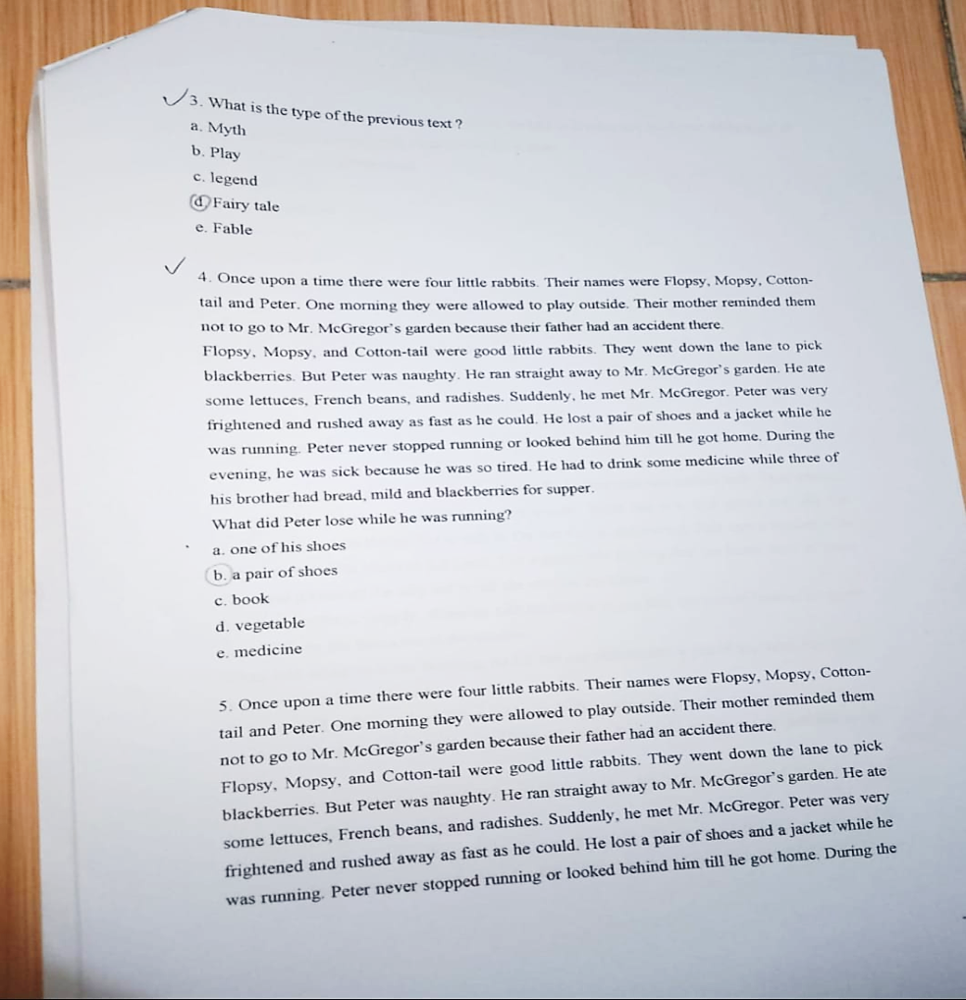 3. What is the type of the previous text ?
a. Myth
b. Play
c. legend
d. Fairy tale
e. Fable
4. Once upon a time there were four little rabbits. Their names were Flopsy, Mopsy, Cotton-
tail and Peter. One morning they were allowed to play outside. Their mother reminded them
not to go to Mr. McGregor's garden because their father had an accident there.
Flopsy, Mopsy, and Cotton-tail were good little rabbits. They went down the lane to pick
blackberries. But Peter was naughty. He ran straight away to Mr. McGregor's garden. He ate
some lettuces, French beans, and radishes. Suddenly, he met Mr. McGregor. Peter was very
frightened and rushed away as fast as he could. He lost a pair of shoes and a jacket while he
was running. Peter never stopped running or looked behind him till he got home. During the
evening, he was sick because he was so tired. He had to drink some medicine while three of
his brother had bread, mild and blackberries for supper.
What did Peter lose while he was running?
a. one of his shoes
b. a pair of shoes
c. book
d. vegetable
e. medicine
5. Once upon a time there were four little rabbits. Their names were Flopsy, Mopsy, Cotton-
tail and Peter. One morning they were allowed to play outside. Their mother reminded them
not to go to Mr. McGregor's garden because their father had an accident there.
Flopsy, Mopsy, and Cotton-tail were good little rabbits. They went down the lane to pick
blackberries. But Peter was naughty. He ran straight away to Mr. McGregor's garden. He ate
some lettuces, French beans, and radishes. Suddenly, he met Mr. McGregor. Peter was very
frightened and rushed away as fast as he could. He lost a pair of shoes and a jacket while he
was running. Peter never stopped running or looked behind him till he got home. During the